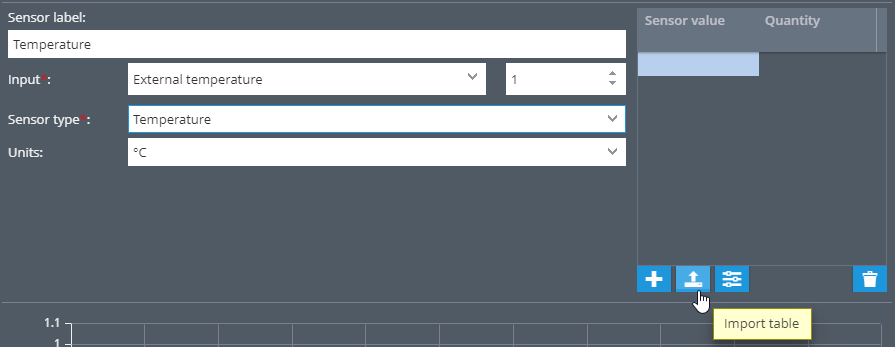 Sensor label:
Temperature
Input*:
External temperature
1
Sensor type*:
Temperature
Units:
°C
Sensor value Quantity
Import table
1.1
1